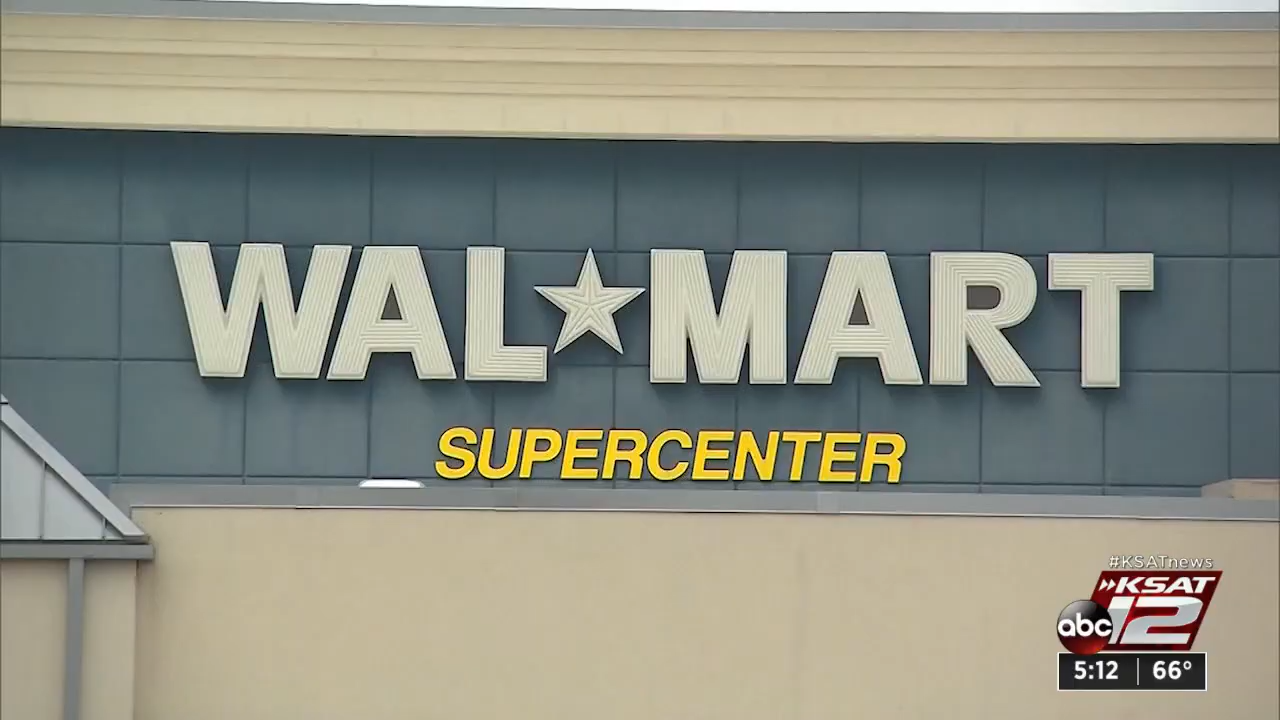 WAL★MART
SUPERCENTER
#KSATnews
KSAT
abc 12
5:12 66°